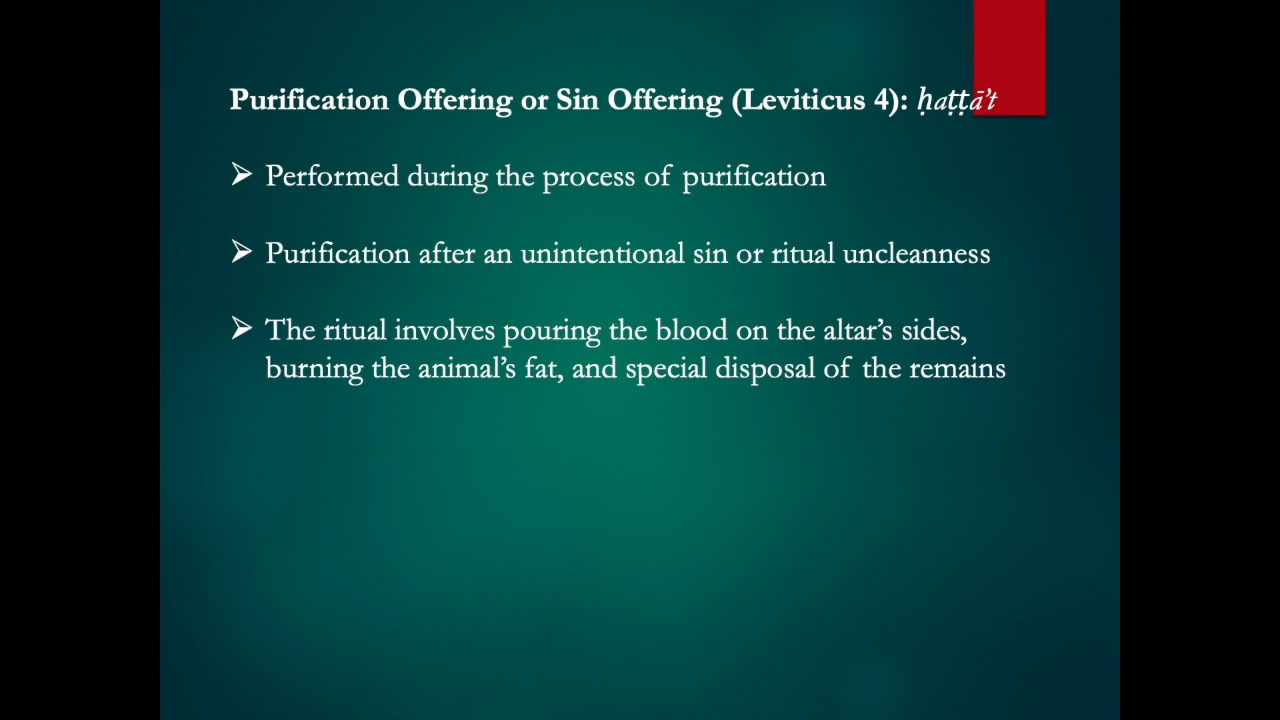 Purification Offering or Sin Offering (Leviticus 4): ḥaṭṭā’t
➢ Performed during the process of purification
➢ Purification after an unintentional sin or ritual uncleanness
➢ The ritual involves pouring the blood on the altar’s sides,
burning the animal’s fat, and special disposal of the remains